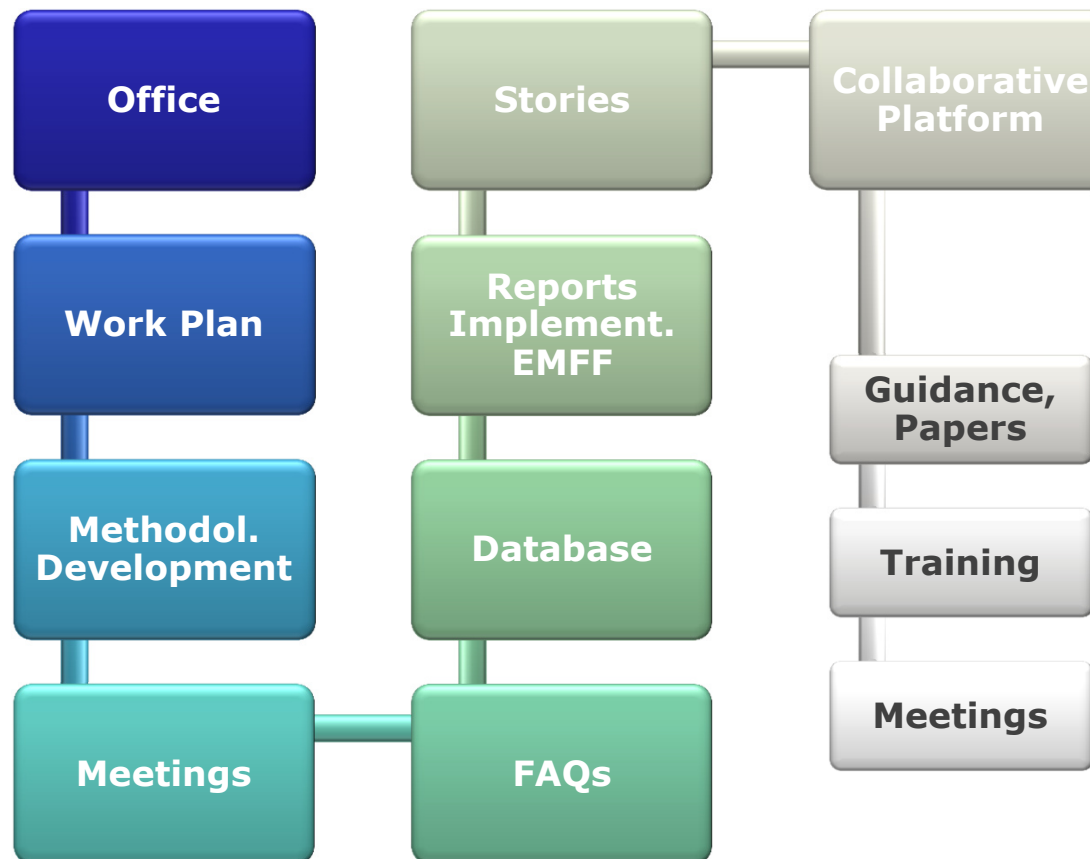 Office
Work Plan
Methodol.
Development
Meetings
FAQs
Database
Reports
Implement.
EMFF
Stories
Collaborative
Platform
Guidance,
Papers
Training
Meetings